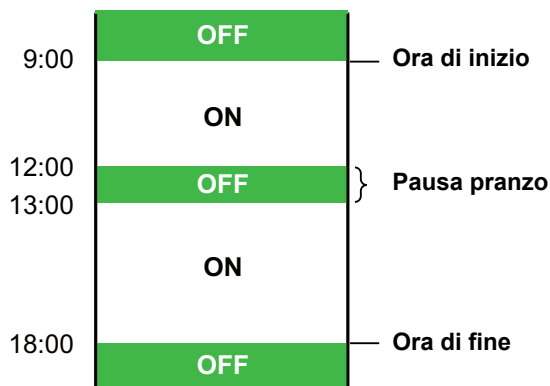 OFF
9:00
Ora di inizio
ON
12:00
OFF
Pausa pranzo
13:00
ON
18:00
Ora di fine
OFF